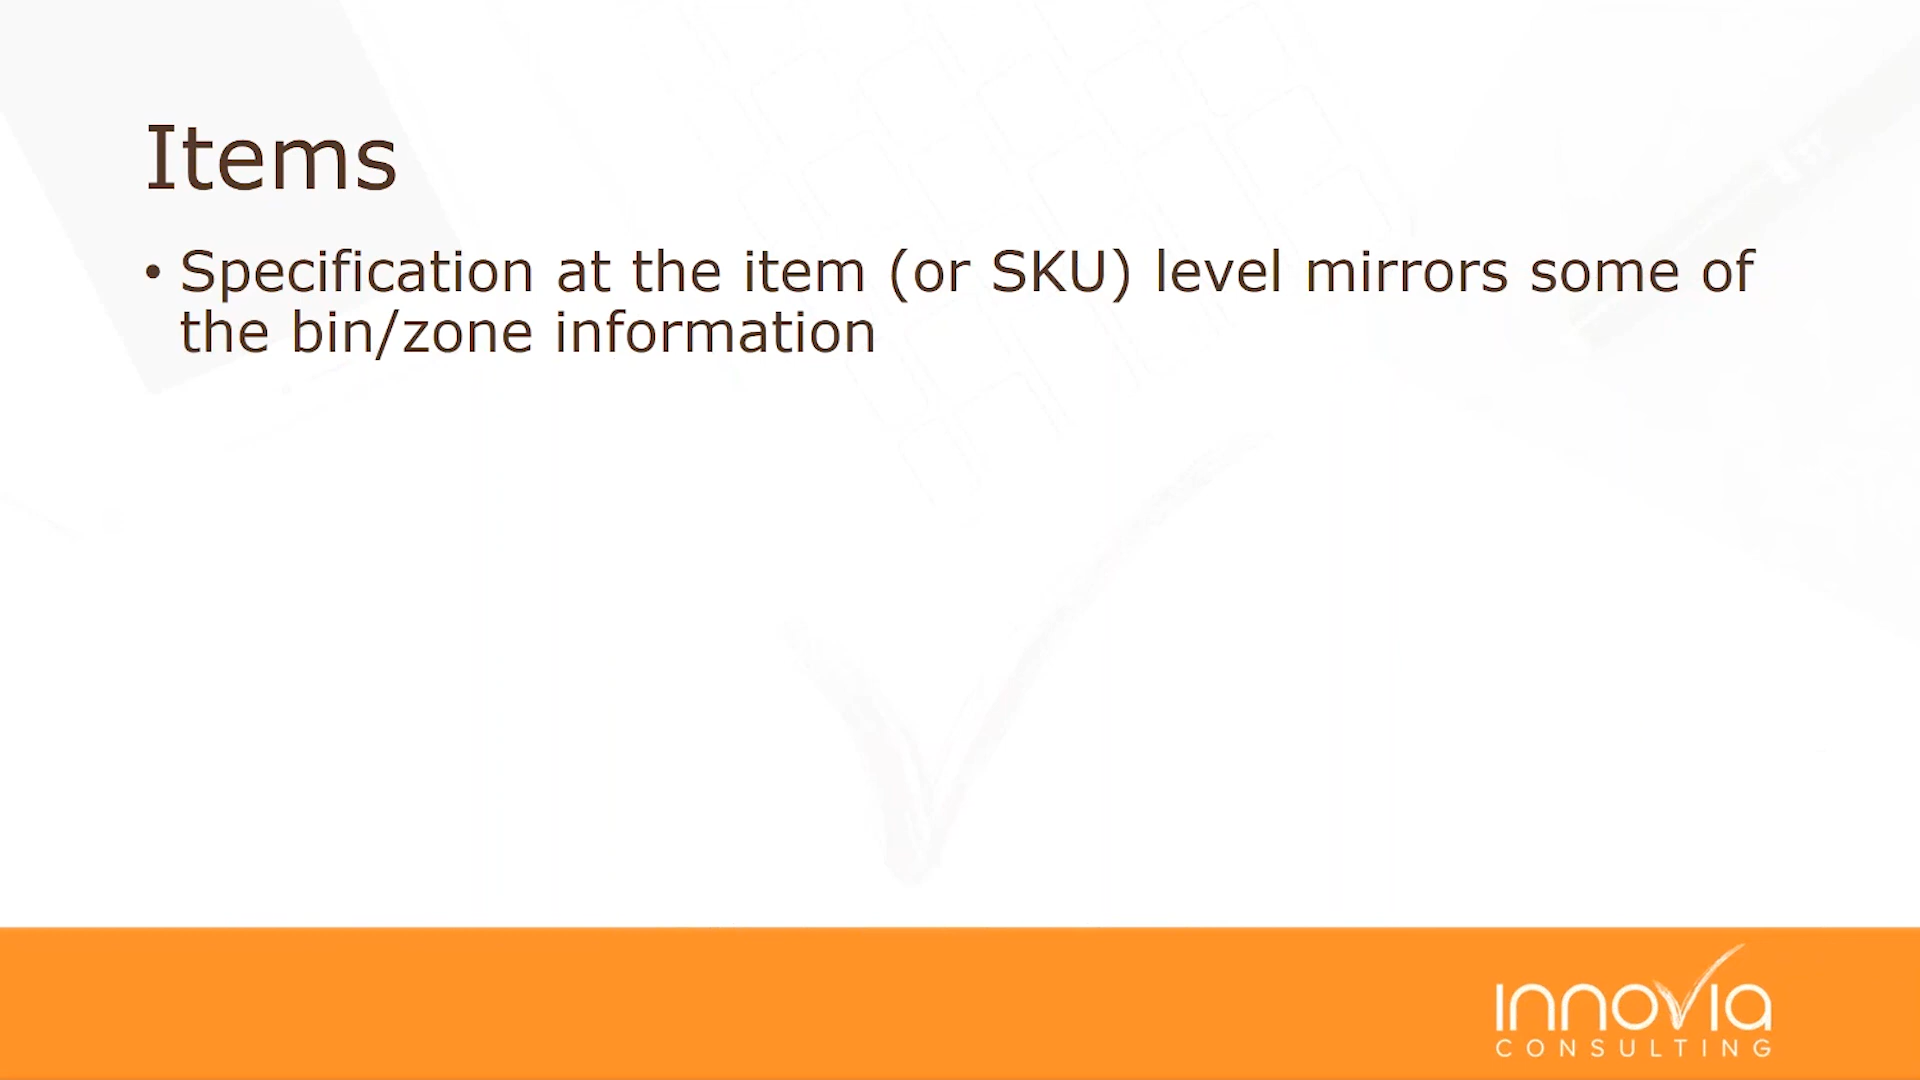 Items
• Specification at the item (or SKU) level mirrors some of
the bin/zone information
innovia
CONSULTING